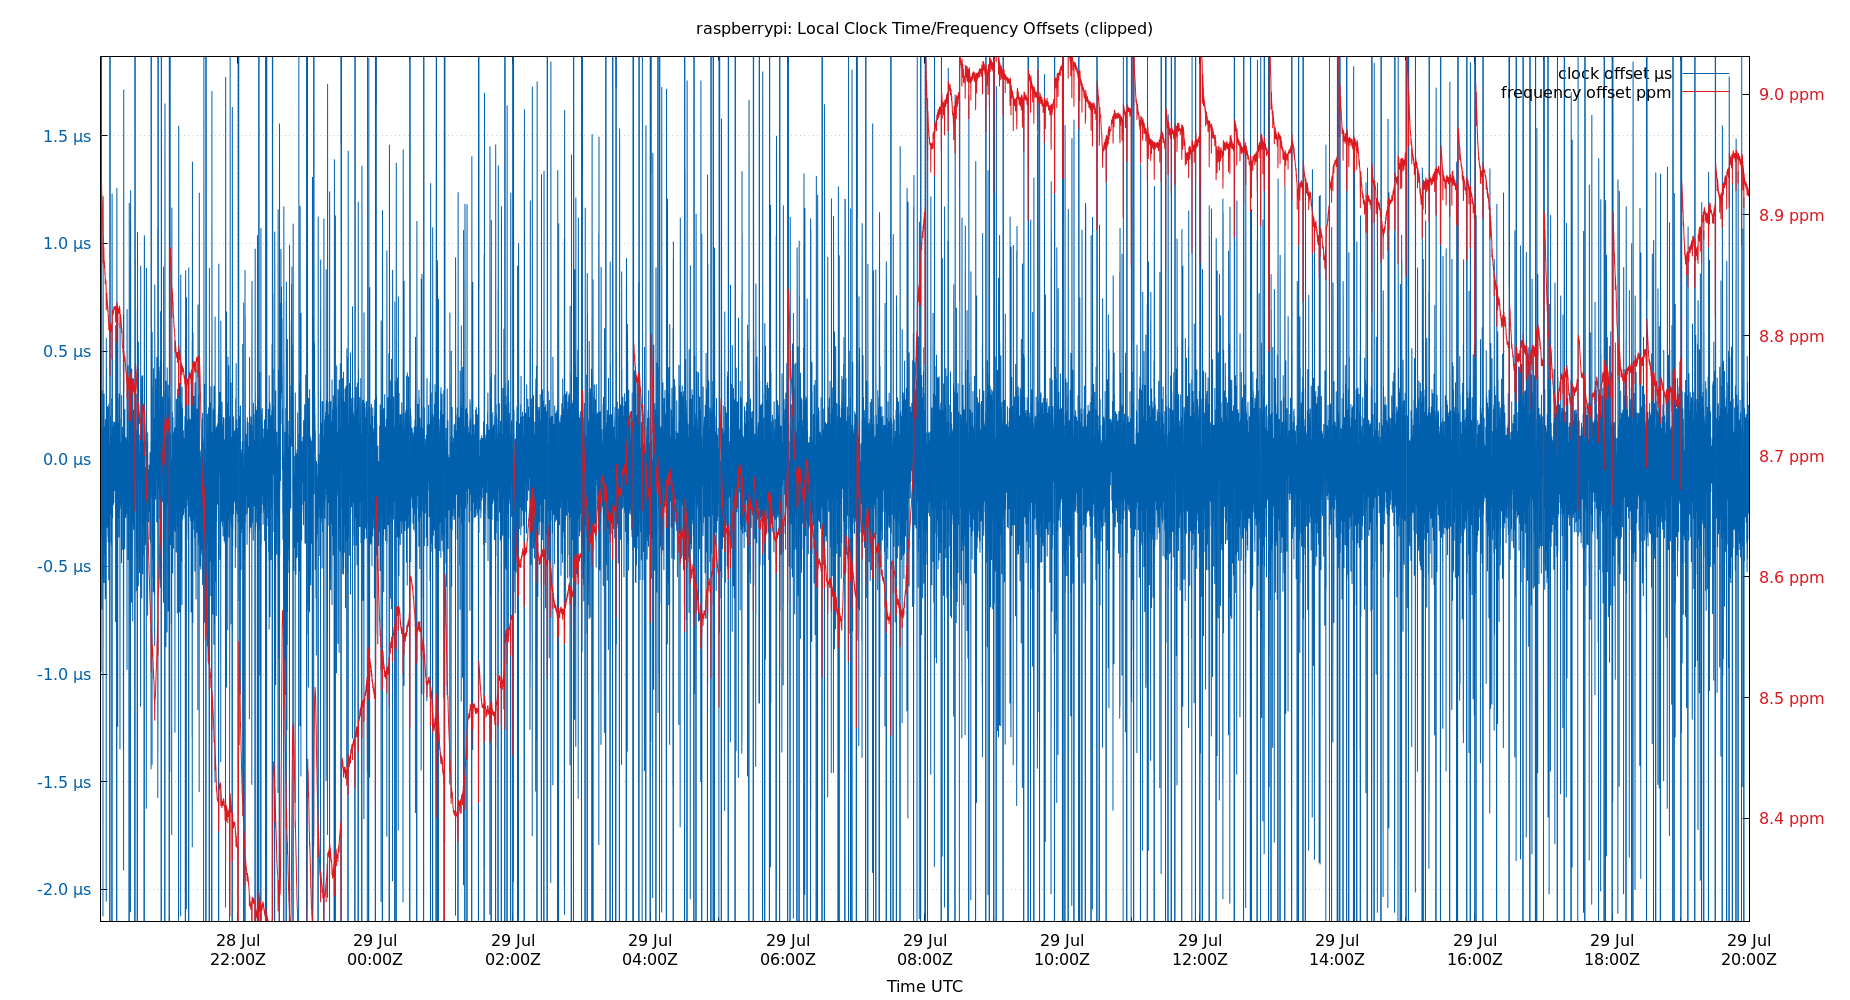 raspberrypi: Local Clock Time/Frequency Offsets (clipped)
clock offset µs
frequency offset ppm
1.5 µs
1.0 µs
0.5 µs
0.0 µs
-0.5 µs
-1.0 µs
-1.5 µs
-2.0 µs
9.0 ppm
8.9 ppm
8.8 ppm
8.7 ppm
8.6 ppm
8.5 ppm
8.4 ppm
28 Jul 29 Jul 29 Jul 29 Jul 29 Jul 29 Jul 29 Jul 29 Jul 29 Jul 29 Jul 29 Jul 29 Jul
22:00Z 00:00Z 02:00Z 04:00Z 06:00Z 08:00Z 10:00Z 12:00Z 14:00Z 16:00Z 18:00Z 20:00Z
Time UTC